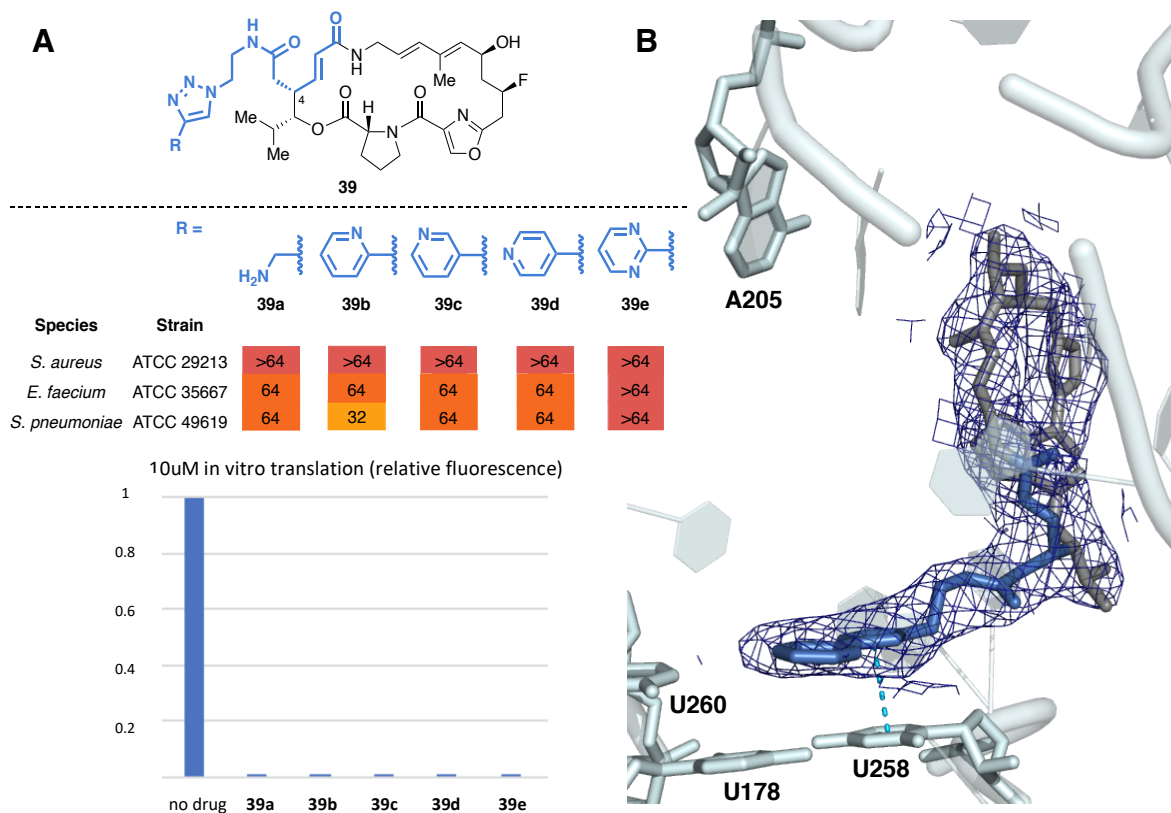 A
B
H
N
O
O
N
H
OH
Me
F
N
N
N
4
R
Me
Me
O
O
H
N
O
N
O
39
R =
H2N
N
N
N
N
N
39a 39b 39c 39d 39e
Species Strain
S. aureus ATCC 29213 >64 >64 >64 >64 >64
E. faecium ATCC 35667 64 64 64 64 >64
S. pneumoniae ATCC 49619 64 32 64 64 >64
10uM in vitro translation (relative fluorescence)
1
0.8
0.6
0.4
0.2
no drug 39a 39b 39c 39d 39e
A205
U260
U178
U258